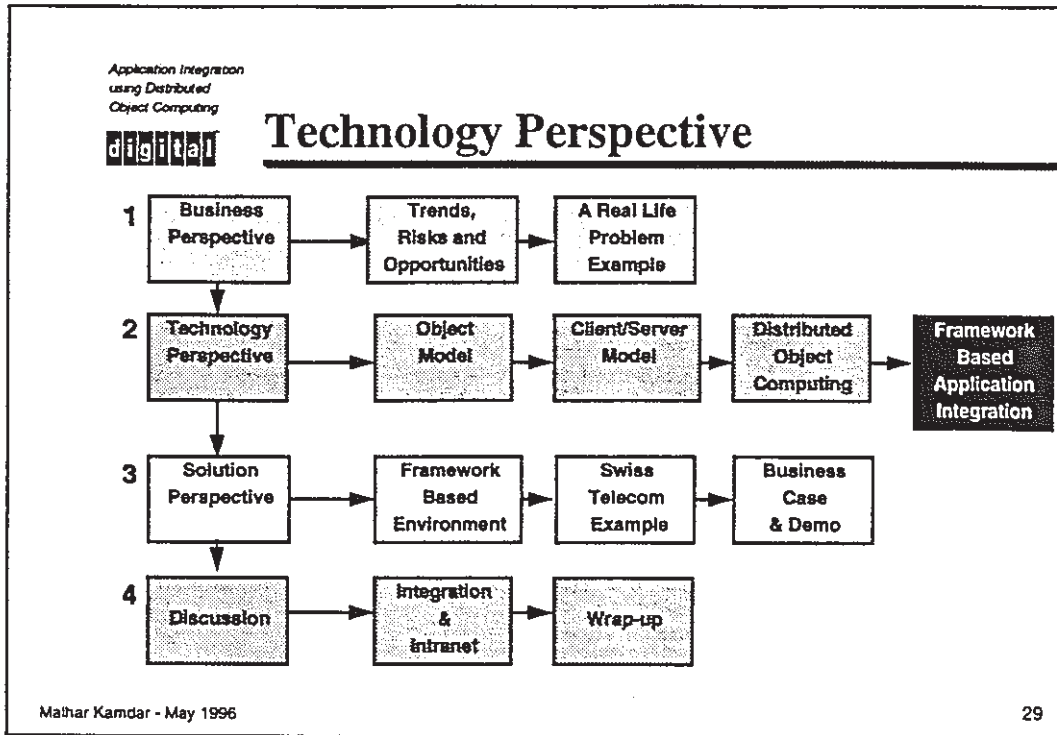 Application Integration
using Distributed
Object Computing
digital
Technology Perspective
1
Business
Perspective
Trends,
Risks and
Opportunities
A Real Life
Problem
Example
2
Technology
Perspective
Object
Model
Client/Server
Model
Distributed
Object
Computing
Framework
Based
Application
Integration
3
Solution
Perspective
Framework
Based
Environment
Swiss
Telecom
Example
Business
Case
& Demo
4
Discussion
Integration
&
Intranet
Wrap-up
Malhar Kamdar - May 1996
29